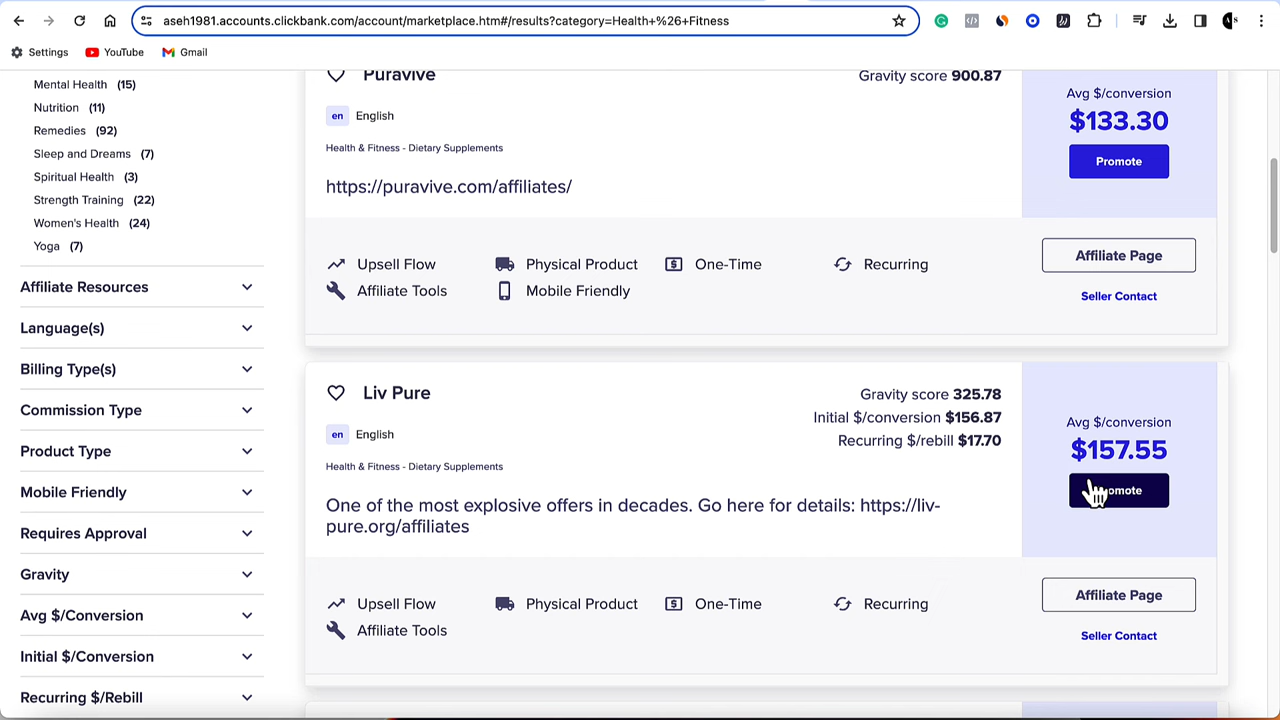 aseh1981.accounts.clickbank.com/account/marketplace.htm#/results?category=Health+%26+Fitness
Settings
YouTube
Gmail
Mental Health (15)
Nutrition (11)
Remedies (92)
Sleep and Dreams (7)
Spiritual Health (3)
Strength Training (22)
Women's Health (24)
Yoga (7)
Affiliate Resources
Language(s)
Billing Type(s)
Commission Type
Product Type
Mobile Friendly
Requires Approval
Gravity
Avg $/Conversion
Initial $/Conversion
Recurring $/Rebill
Puravive
Gravity score 900.87
en English
Health & Fitness - Dietary Supplements
https://puravive.com/affiliates/
Avg $/conversion
$133.30
Promote
Upsell Flow
Physical Product
One-Time
Recurring
Affiliate Tools
Mobile Friendly
Affiliate Page
Seller Contact
Liv Pure
Gravity score 325.78
Initial $/conversion $156.87
Recurring $/rebill $17.70
en English
Health & Fitness - Dietary Supplements
One of the most explosive offers in decades. Go here for details: https://liv-
pure.org/affiliates
Avg $/conversion
$157.55
omote
Upsell Flow
Physical Product
One-Time
Recurring
Affiliate Tools
Affiliate Page
Seller Contact